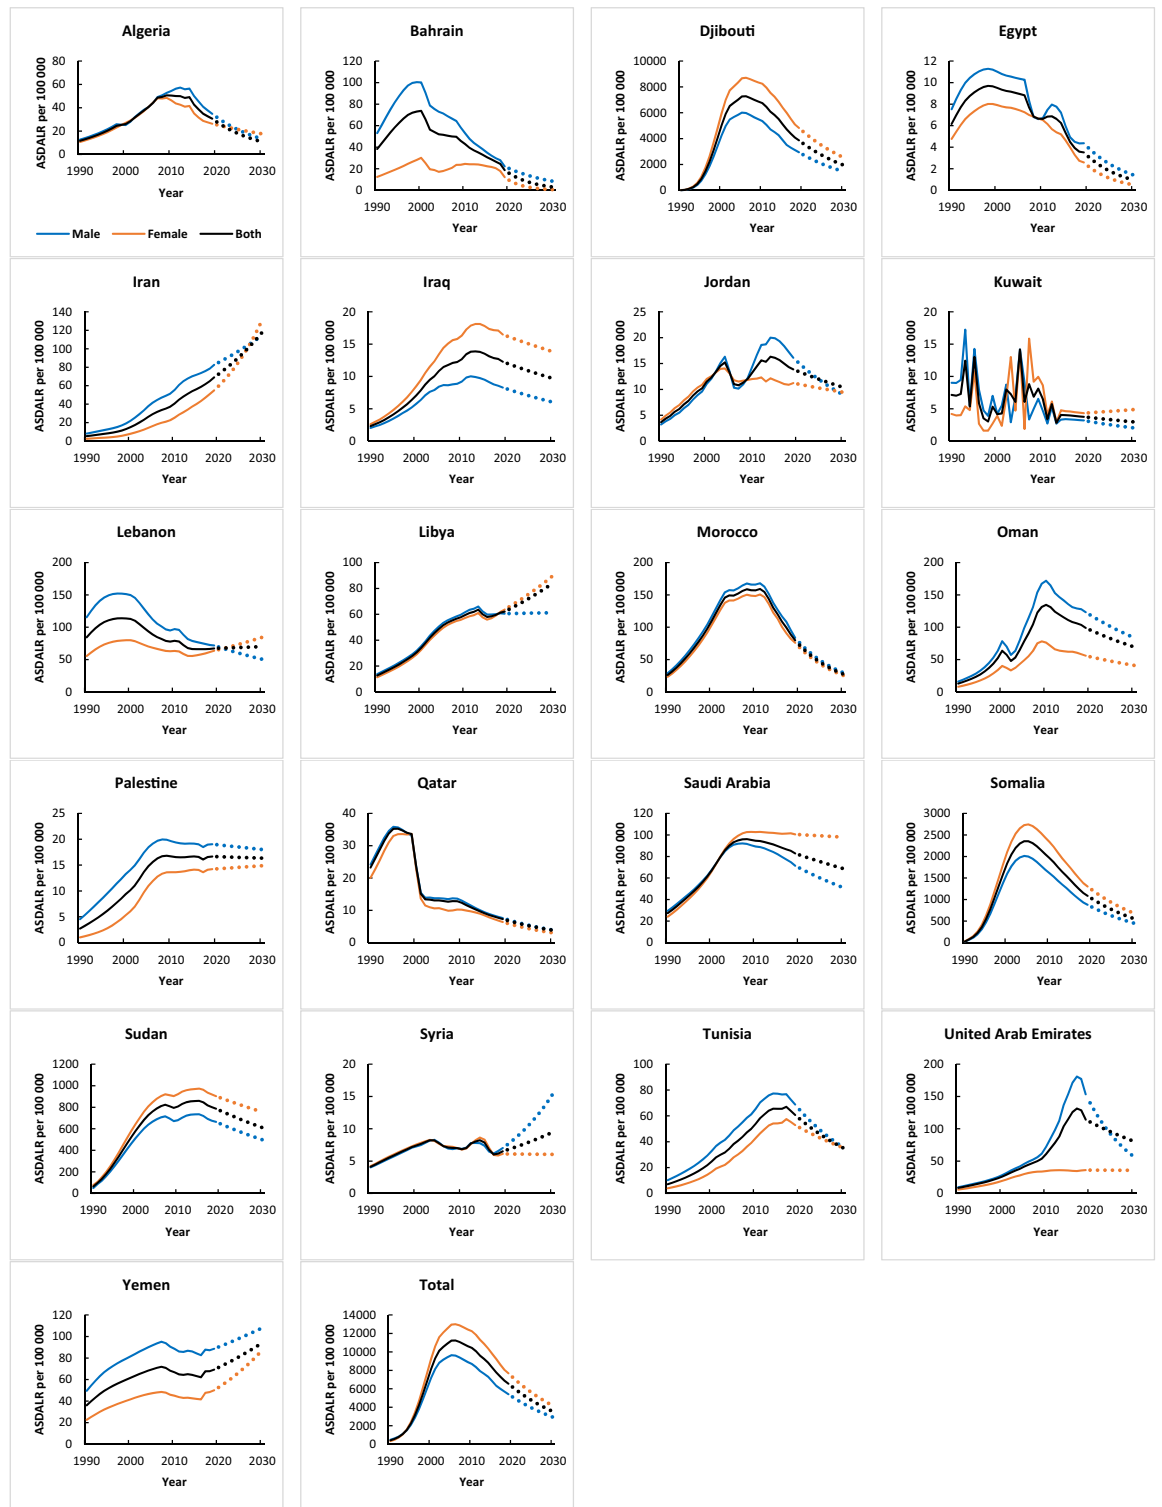 Algeria
ASDALR per 100 000
80
60
40
20
0
1990 2000 2010 2020 2030
Year
Male Female Both
Bahrain
ASDALR per 100 000
120
100
80
60
40
20
0
1990 2000 2010 2020 2030
Year
Djibouti
ASDALR per 100 000
10000
8000
6000
4000
2000
0
1990 2000 2010 2020 2030
Year
Egypt
ASDALR per 100 000
12
10
8
6
4
2
0
1990 2000 2010 2020 2030
Year
Iran
ASDALR per 100 000
140
120
100
80
60
40
20
0
1990 2000 2010 2020 2030
Year
Iraq
ASDALR per 100 000
20
15
10
5
0
1990 2000 2010 2020 2030
Year
Jordan
ASDALR per 100 000
25
20
15
10
5
0
1990 2000 2010 2020 2030
Year
Kuwait
ASDALR per 100 000
20
15
10
5
0
1990 2000 2010 2020 2030
Year
Lebanon
ASDALR per 100 000
200
150
100
50
0
1990 2000 2010 2020 2030
Year
Libya
ASDALR per 100 000
100
80
60
40
20
0
1990 2000 2010 2020 2030
Year
Morocco
ASDALR per 100 000
200
150
100
50
0
1990 2000 2010 2020 2030
Year
Oman
ASDALR per 100 000
200
150
100
50
0
1990 2000 2010 2020 2030
Year
Palestine
ASDALR per 100 000
25
20
15
10
5
0
1990 2000 2010 2020 2030
Year
Qatar
ASDALR per 100 000
40
30
20
10
0
1990 2000 2010 2020 2030
Year
Saudi Arabia
ASDALR per 100 000
120
100
80
60
40
20
0
1990 2000 2010 2020 2030
Year
Somalia
ASDALR per 100 000
3000
2500
2000
1500
1000
500
0
1990 2000 2010 2020 2030
Year
Sudan
ASDALR per 100 000
1200
1000
800
600
400
200
0
1990 2000 2010 2020 2030
Year
Syria
ASDALR per 100 000
20
15
10
5
0
1990 2000 2010 2020 2030
Year
Tunisia
ASDALR per 100 000
100
80
60
40
20
0
1990 2000 2010 2020 2030
Year
United Arab Emirates
ASDALR per 100 000
200
150
100
50
0
1990 2000 2010 2020 2030
Year
Yemen
ASDALR per 100 000
120
100
80
60
40
20
0
1990 2000 2010 2020 2030
Year
Total
ASDALR per 100 000
14000
12000
10000
8000
6000
4000
2000
0
1990 2000 2010 2020 2030
Year